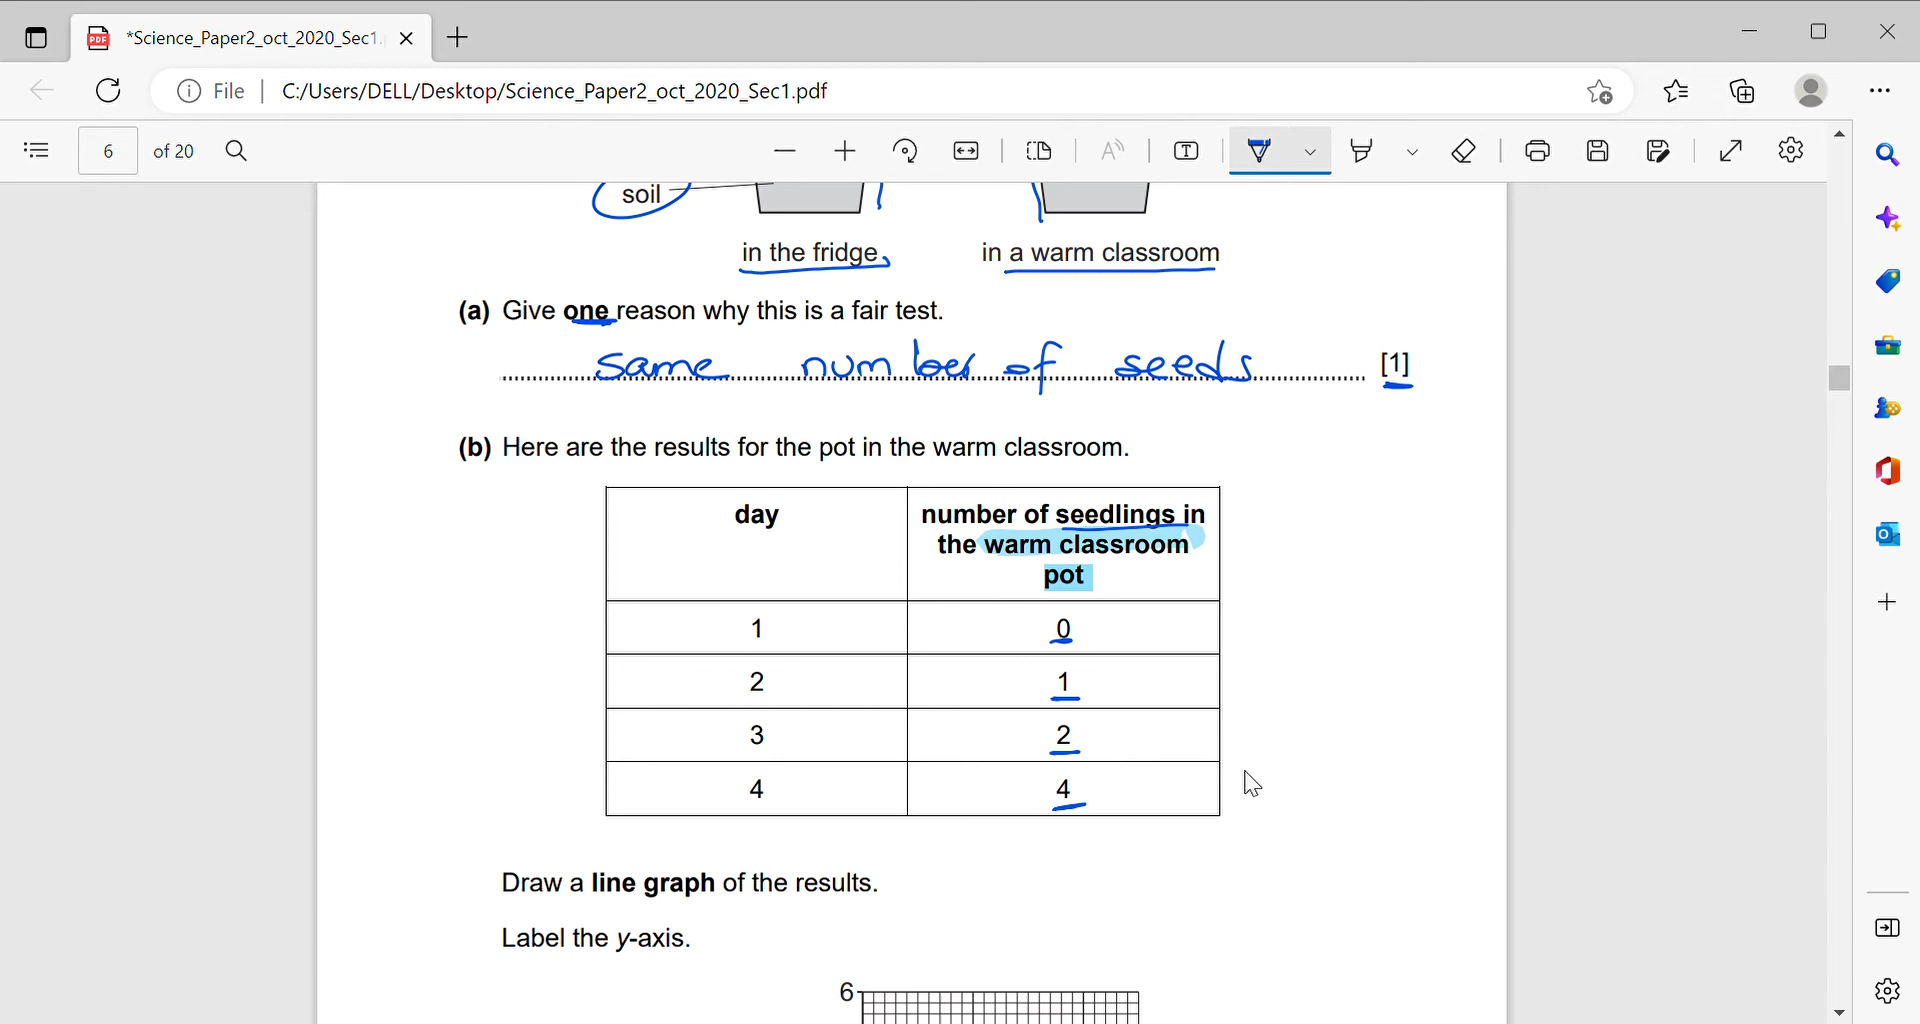 *Science_Paper2_oct_2020_Sec1.
File
C:/Users/DELL/Desktop/Science_Paper2_oct_2020_Sec1.pdf
6 of 20
soil
in the fridge in a warm classroom
(a) Give one reason why this is a fair test.
same number of seeds [1]
(b) Here are the results for the pot in the warm classroom.
day
number of seedlings in
the warm classroom
pot
1 0
2 1
3 2
4 4
Draw a line graph of the results.
Label the y-axis.
6